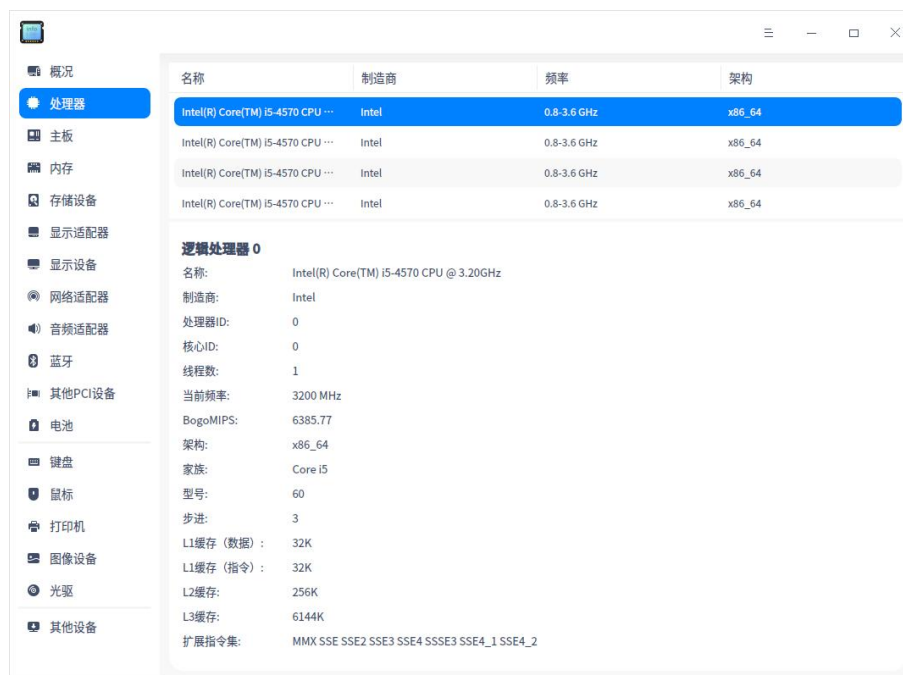 概况
处理器
主板
内存
存储设备
显示适配器
显示设备
网络适配器
音频适配器
蓝牙
其他PCI设备
电池
键盘
鼠标
打印机
图像设备
光驱
其他设备
名称 制造商 频率 架构
Intel(R) Core(TM) i5-4570 CPU ··· Intel 0.8-3.6 GHz x86_64
Intel(R) Core(TM) i5-4570 CPU ··· Intel 0.8-3.6 GHz x86_64
Intel(R) Core(TM) i5-4570 CPU ··· Intel 0.8-3.6 GHz x86_64
Intel(R) Core(TM) i5-4570 CPU ··· Intel 0.8-3.6 GHz x86_64
逻辑处理器 0
名称: Intel(R) Core(TM) i5-4570 CPU @ 3.20GHz
制造商: Intel
处理器ID: 0
核心ID: 0
线程数: 1
当前频率: 3200 MHz
BogoMIPS: 6385.77
架构: x86_64
家族: Core i5
型号: 60
步进: 3
L1缓存（数据）: 32K
L1缓存（指令）: 32K
L2缓存: 256K
L3缓存: 6144K
扩展指令集: MMX SSE SSE2 SSE3 SSE4 SSSE3 SSE4_1 SSE4_2